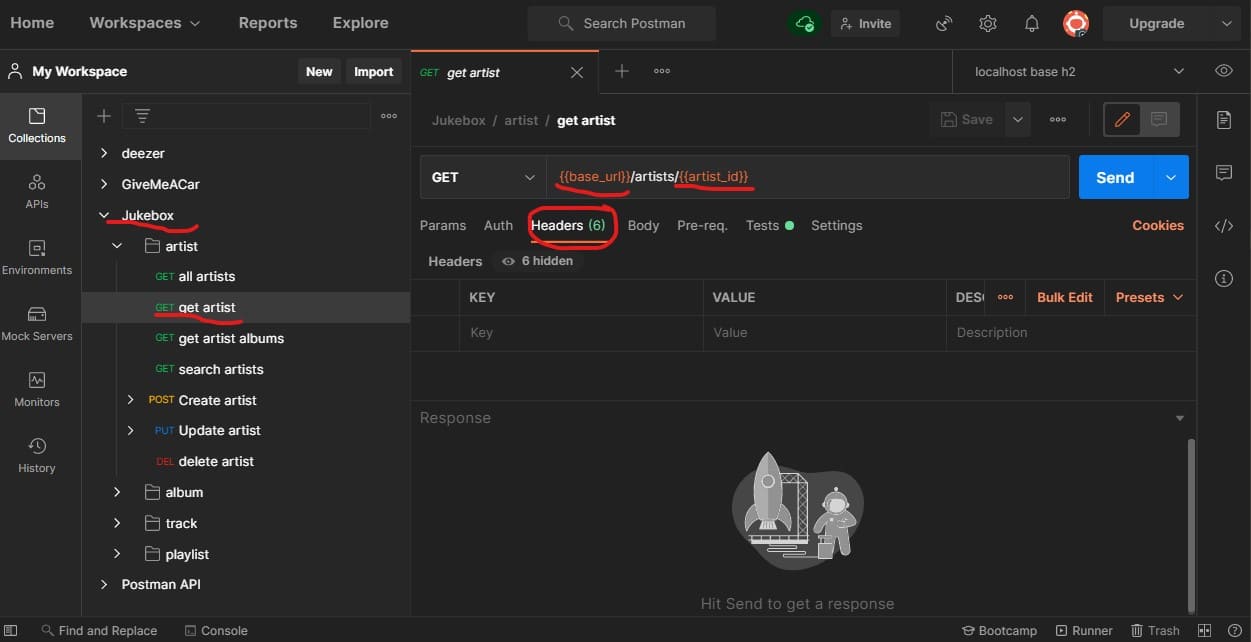 Home Workspaces Reports Explore Search Postman Invite Upgrade
My Workspace New Import GET get artist localhost base h2
Collections
APIs
Environments
Mock Servers
Monitors
History
deezer
GiveMeACar
Jukebox
artist
GET all artists
GET get artist
GET get artist albums
GET search artists
POST Create artist
PUT Update artist
DEL delete artist
album
track
playlist
Postman API
Jukebox / artist / get artist Save
GET {{base_url}}/artists/{{artist_id}} Send
Params Auth Headers (6) Body Pre-req. Tests Settings Cookies
Headers 6 hidden
KEY VALUE DESC Bulk Edit Presets
Key Value Description
Response
Hit Send to get a response
Find and Replace Console Bootcamp Runner Trash